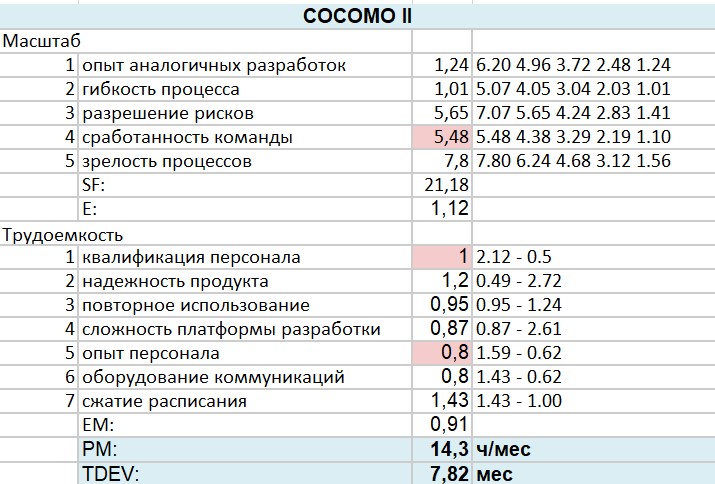 COCOMO II
Масштаб
1 опыт аналогичных разработок 1,24 6.20 4.96 3.72 2.48 1.24
2 гибкость процесса 1,01 5.07 4.05 3.04 2.03 1.01
3 разрешение рисков 5,65 7.07 5.65 4.24 2.83 1.41
4 сработанность команды 5,48 5.48 4.38 3.29 2.19 1.10
5 зрелость процессов 7,8 7.80 6.24 4.68 3.12 1.56
SF: 21,18
E: 1,12
Трудоемкость
1 квалификация персонала 1 2.12 - 0.5
2 надежность продукта 1,2 0.49 - 2.72
3 повторное использование 0,95 0.95 - 1.24
4 сложность платформы разработки 0,87 0.87 - 2.61
5 опыт персонала 0,8 1.59 - 0.62
6 оборудование коммуникаций 0,8 1.43 - 0.62
7 сжатие расписания 1,43 1.43 - 1.00
EM: 0,91
PM: 14,3 ч/мес
TDEV: 7,82 мес